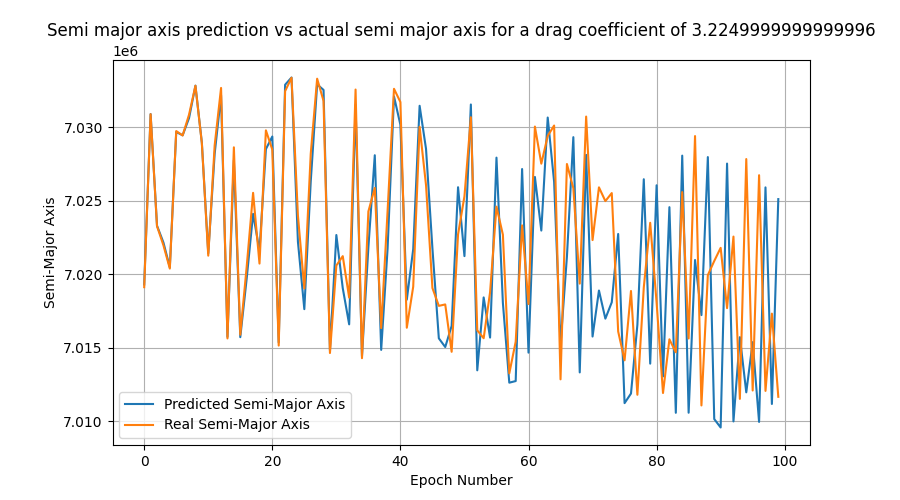 Semi major axis prediction vs actual semi major axis for a drag coefficient of 3.2249999999999996
1e6
7.030
7.025
7.020
7.015
7.010
Semi-Major Axis
Predicted Semi-Major Axis
Real Semi-Major Axis
0 20 40 60 80 100
Epoch Number